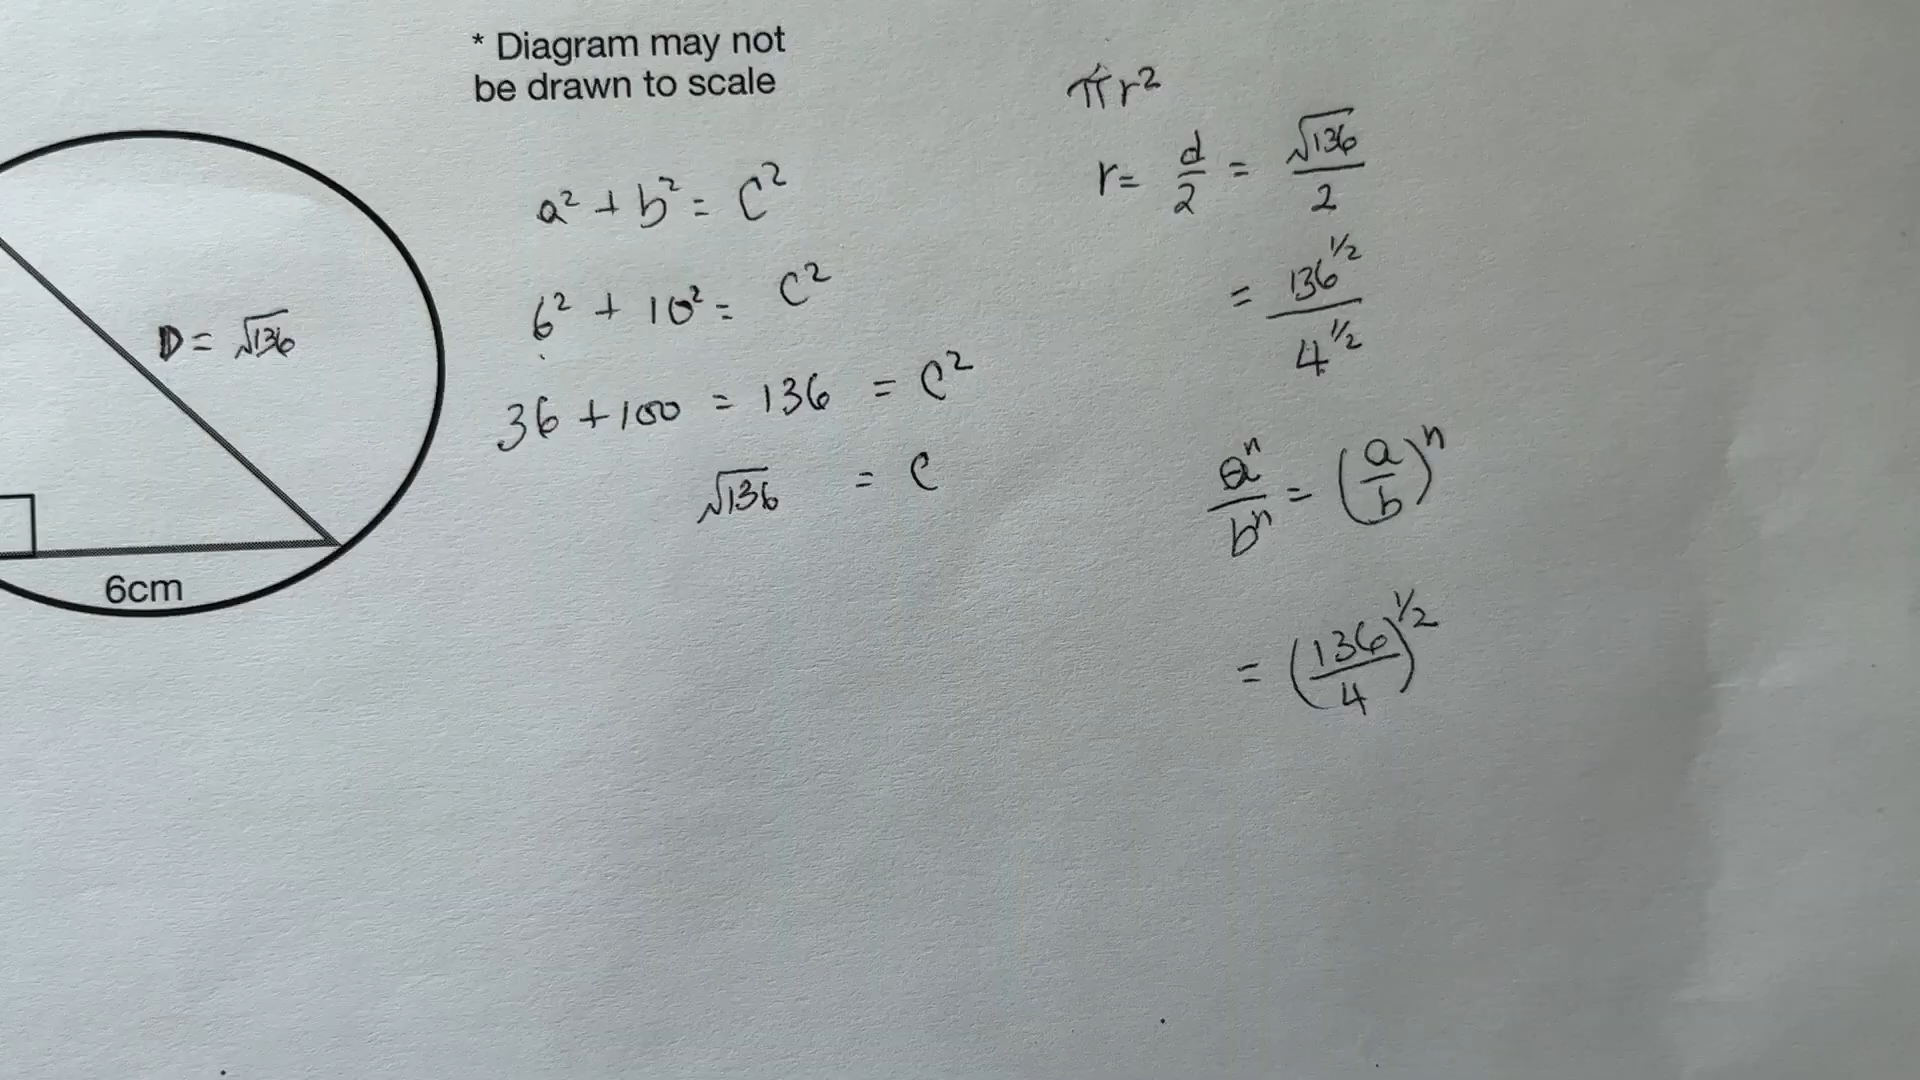 * Diagram may not
be drawn to scale
D = √136
6cm
a² + b² = C²
6² + 10² = C²
36 + 100 = 136 = C²
√136 = C
πr²
r = d/2 = √136/2
= 136^1/2 / 4^1/2
aⁿ/bⁿ = (a/b)ⁿ
= (136/4)^1/2